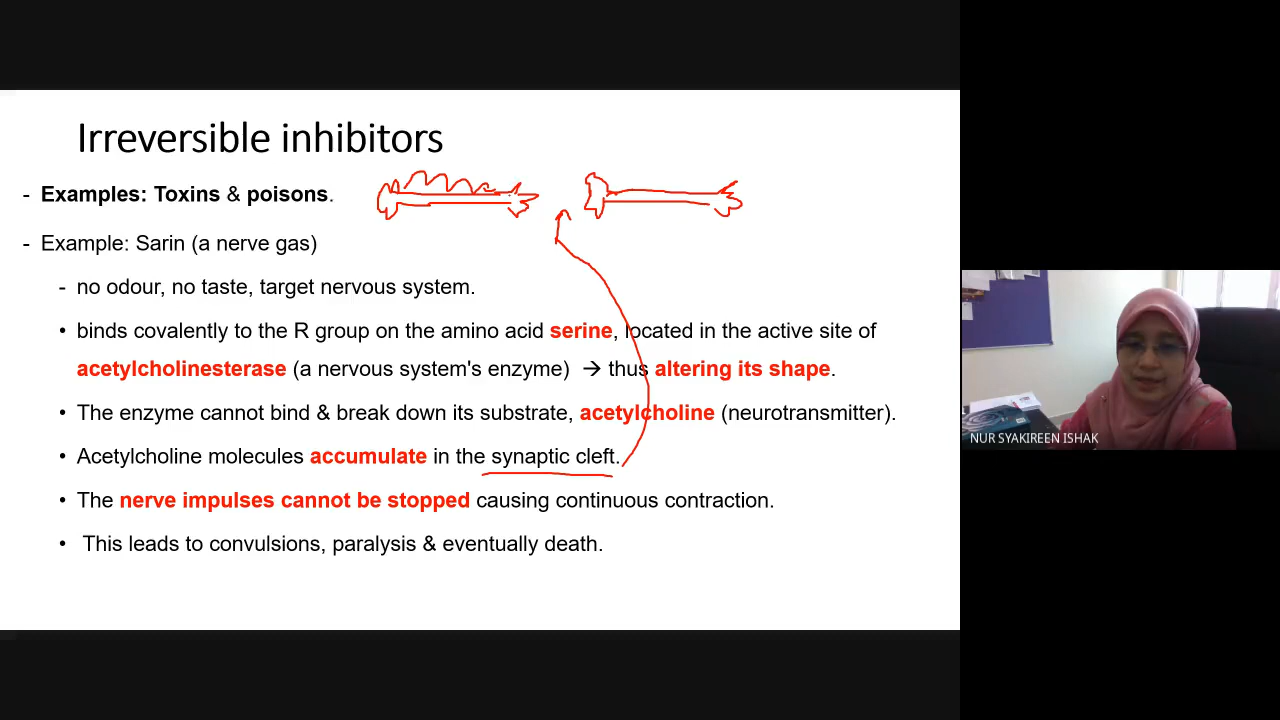 Irreversible inhibitors
- Examples: Toxins & poisons.
- Example: Sarin (a nerve gas)
- no odour, no taste, target nervous system.
• binds covalently to the R group on the amino acid serine, located in the active site of
acetylcholinesterase (a nervous system's enzyme) → thus altering its shape.
• The enzyme cannot bind & break down its substrate, acetylcholine (neurotransmitter).
• Acetylcholine molecules accumulate in the synaptic cleft.
• The nerve impulses cannot be stopped causing continuous contraction.
• This leads to convulsions, paralysis & eventually death.
NUR SYAKIREEN ISHAK